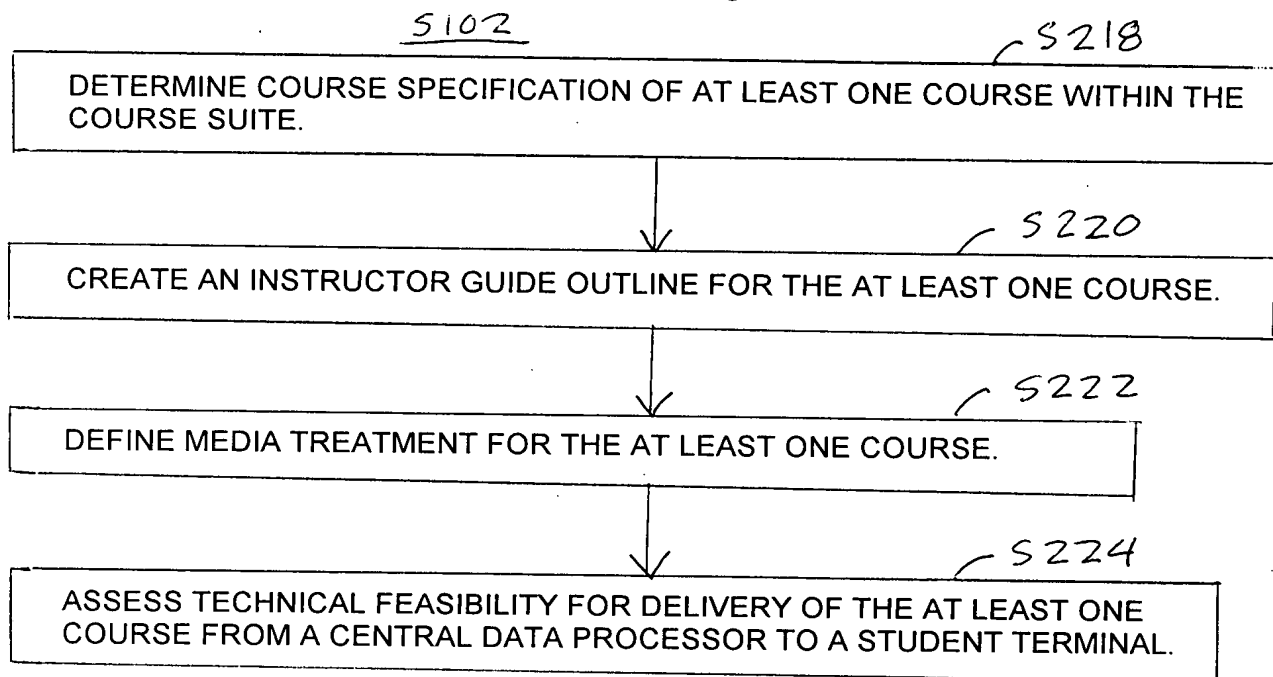 S102
S218
DETERMINE COURSE SPECIFICATION OF AT LEAST ONE COURSE WITHIN THE
COURSE SUITE.
S220
CREATE AN INSTRUCTOR GUIDE OUTLINE FOR THE AT LEAST ONE COURSE.
S222
DEFINE MEDIA TREATMENT FOR THE AT LEAST ONE COURSE.
S224
ASSESS TECHNICAL FEASIBILITY FOR DELIVERY OF THE AT LEAST ONE
COURSE FROM A CENTRAL DATA PROCESSOR TO A STUDENT TERMINAL.